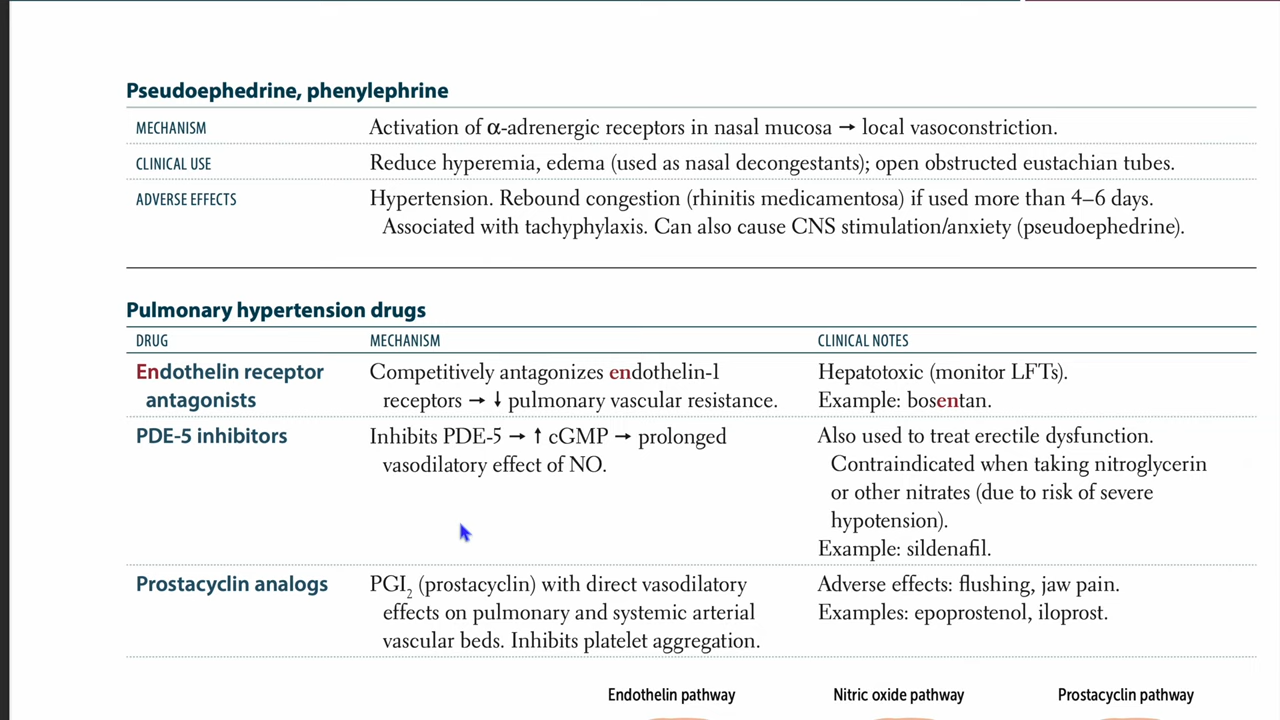 Pseudoephedrine, phenylephrine
MECHANISM Activation of α-adrenergic receptors in nasal mucosa → local vasoconstriction.
CLINICAL USE Reduce hyperemia, edema (used as nasal decongestants); open obstructed eustachian tubes.
ADVERSE EFFECTS Hypertension. Rebound congestion (rhinitis medicamentosa) if used more than 4–6 days.
Associated with tachyphylaxis. Can also cause CNS stimulation/anxiety (pseudoephedrine).
Pulmonary hypertension drugs
DRUG MECHANISM CLINICAL NOTES
Endothelin receptor Competitively antagonizes endothelin-1 Hepatotoxic (monitor LFTs).
antagonists receptors → ↓ pulmonary vascular resistance. Example: bosentan.
PDE-5 inhibitors Inhibits PDE-5 → ↑ cGMP → prolonged Also used to treat erectile dysfunction.
vasodilatory effect of NO. Contraindicated when taking nitroglycerin
or other nitrates (due to risk of severe
hypotension).
Example: sildenafil.
Prostacyclin analogs PGI₂ (prostacyclin) with direct vasodilatory Adverse effects: flushing, jaw pain.
effects on pulmonary and systemic arterial Examples: epoprostenol, iloprost.
vascular beds. Inhibits platelet aggregation.
Endothelin pathway Nitric oxide pathway Prostacyclin pathway